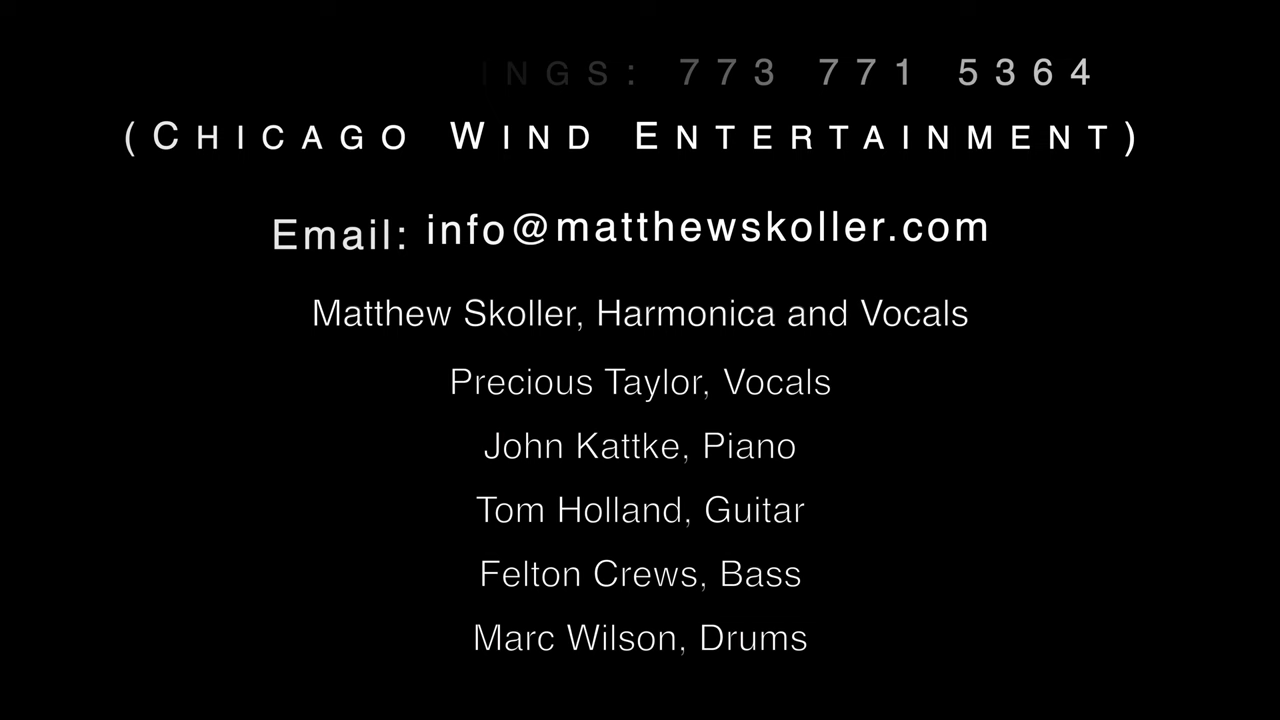 INGS: 773 771 5364
(CHICAGO WIND ENTERTAINMENT)
Email: info@matthewskoller.com
Matthew Skoller, Harmonica and Vocals
Precious Taylor, Vocals
John Kattke, Piano
Tom Holland, Guitar
Felton Crews, Bass
Marc Wilson, Drums